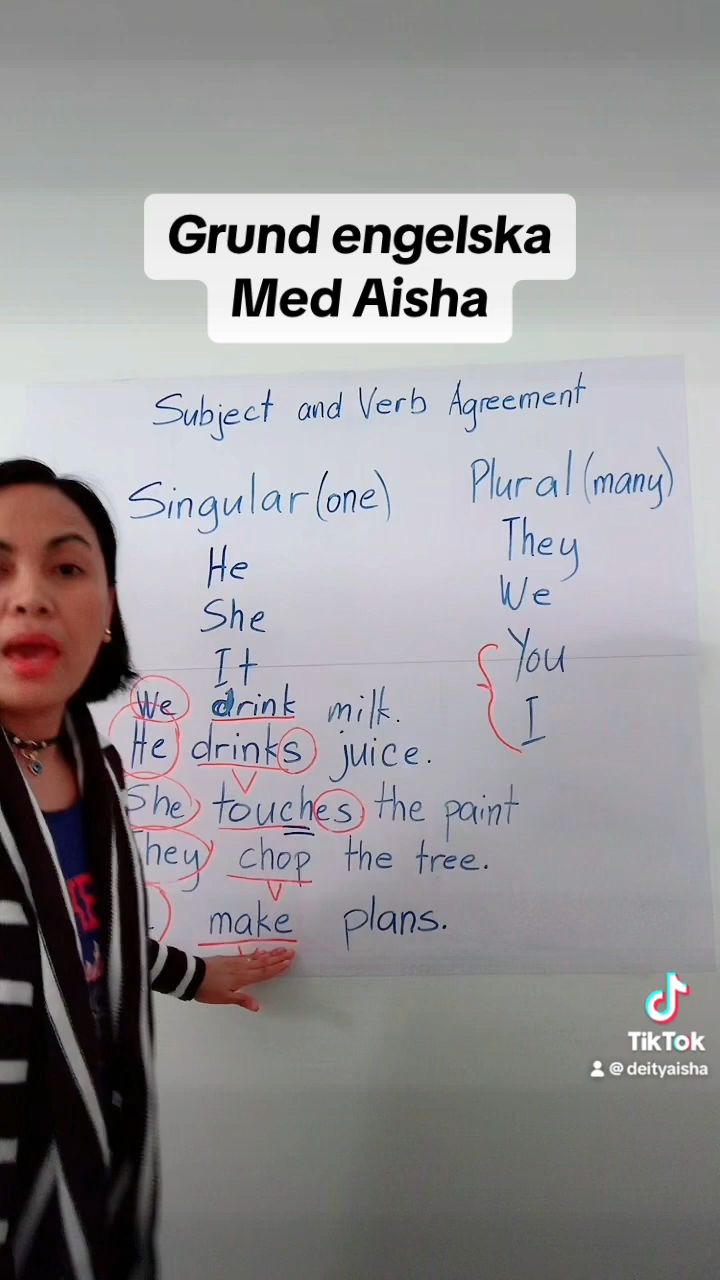 Grund engelska
Med Aisha
Subject and Verb Agreement
Singular (one)
He
She
It
Plural (many)
They
We
You
I
We drink milk.
He drinks juice.
She touches the paint
hey chop the tree.
make plans.
TikTok
@deityaisha